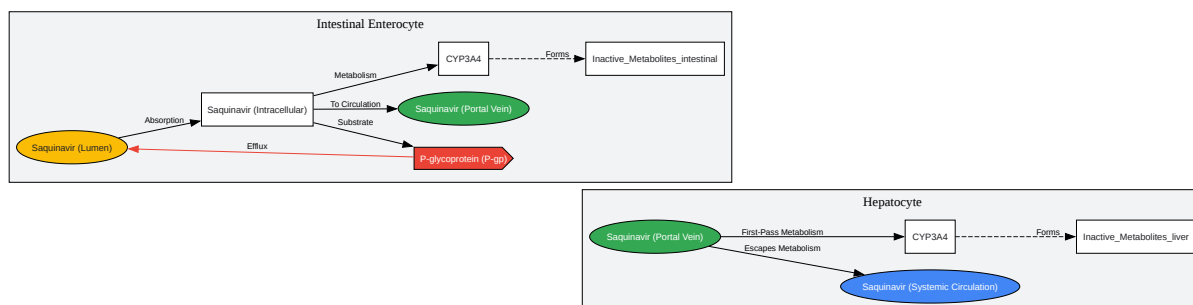 Intestinal Enterocyte
CYP3A4
Forms
Inactive_Metabolites_intestinal
Metabolism
Saquinavir (Intracellular)
To Circulation
Saquinavir (Portal Vein)
Absorption
Substrate
Saquinavir (Lumen)
Efflux
P-glycoprotein (P-gp)
Hepatocyte
Saquinavir (Portal Vein)
First-Pass Metabolism
CYP3A4
Forms
Inactive_Metabolites_liver
Escapes Metabolism
Saquinavir (Systemic Circulation)